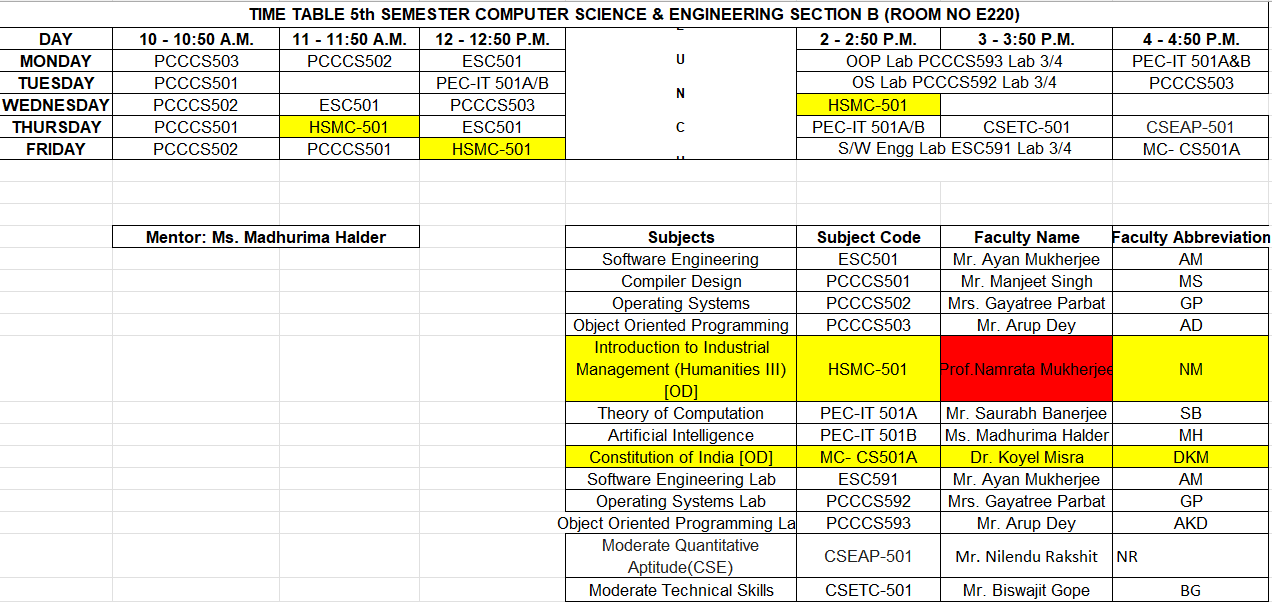 TIME TABLE 5th SEMESTER COMPUTER SCIENCE & ENGINEERING SECTION B (ROOM NO E220)
DAY 10 - 10:50 A.M. 11 - 11:50 A.M. 12 - 12:50 P.M. 2 - 2:50 P.M. 3 - 3:50 P.M. 4 - 4:50 P.M.
MONDAY PCCCS503 PCCCS502 ESC501 U OOP Lab PCCCS593 Lab 3/4 PEC-IT 501A&B
TUESDAY PCCCS501 PEC-IT 501A/B OS Lab PCCCS592 Lab 3/4 PCCCS503
WEDNESDAY PCCCS502 ESC501 PCCCS503 N HSMC-501
THURSDAY PCCCS501 HSMC-501 ESC501 C PEC-IT 501A/B CSETC-501 CSEAP-501
FRIDAY PCCCS502 PCCCS501 HSMC-501 S/W Engg Lab ESC591 Lab 3/4 MC- CS501A
Mentor: Ms. Madhurima Halder
Subjects Subject Code Faculty Name Faculty Abbreviation
Software Engineering ESC501 Mr. Ayan Mukherjee AM
Compiler Design PCCCS501 Mr. Manjeet Singh MS
Operating Systems PCCCS502 Mrs. Gayatree Parbat GP
Object Oriented Programming PCCCS503 Mr. Arup Dey AD
Introduction to Industrial
Management (Humanities III) HSMC-501 Prof.Namrata Mukherjee NM
[OD]
Theory of Computation PEC-IT 501A Mr. Saurabh Banerjee SB
Artificial Intelligence PEC-IT 501B Ms. Madhurima Halder MH
Constitution of India [OD] MC- CS501A Dr. Koyel Misra DKM
Software Engineering Lab ESC591 Mr. Ayan Mukherjee AM
Operating Systems Lab PCCCS592 Mrs. Gayatree Parbat GP
Object Oriented Programming La PCCCS593 Mr. Arup Dey AKD
Moderate Quantitative
Aptitude(CSE) CSEAP-501 Mr. Nilendu Rakshit NR
Moderate Technical Skills CSETC-501 Mr. Biswajit Gope BG